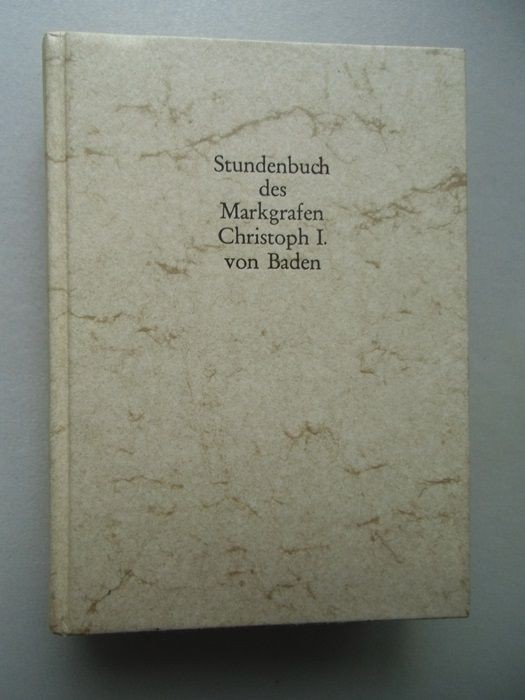 Stundenbuch
des
Markgrafen
Christoph I.
von Baden